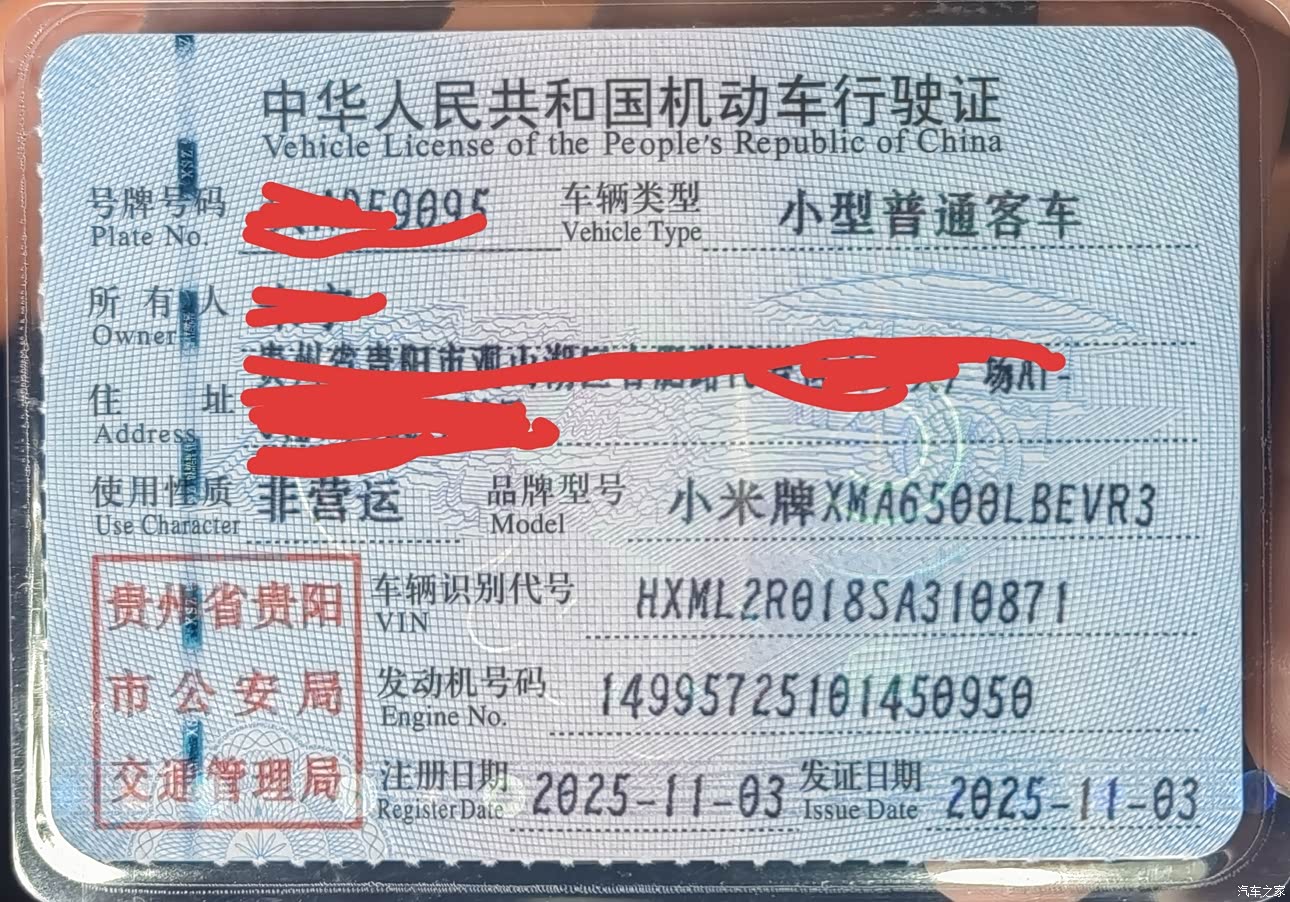 中华人民共和国机动车行驶证
Vehicle License of the People's Republic of China
号牌号码 车辆类型 小型普通客车
Plate No. Vehicle Type
所有人
Owner
住址
Address
使用性质 非营运 品牌型号 小米牌XMA6500LBEVR3
Use Character Model
贵州省贵阳
市公安局
交通管理局
车辆识别代号 HXML2R018SA310871
VIN
发动机号码 14995725101450950
Engine No.
注册日期 2025-11-03 发证日期 2025-11-03
Register Date Issue Date
汽车之家